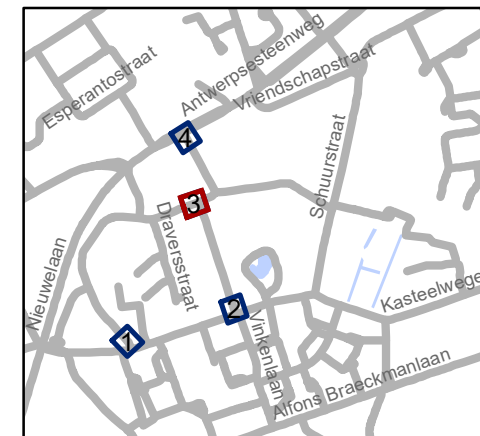 Antwerpsesteenweg
Esperantostraat
Vriendschapstraat
4
Schuurstraat
3
Draversstraat
Nieuwelaan
2
Kasteelwege
1
Vinkenlaan
Alfons Braeckmanlaan